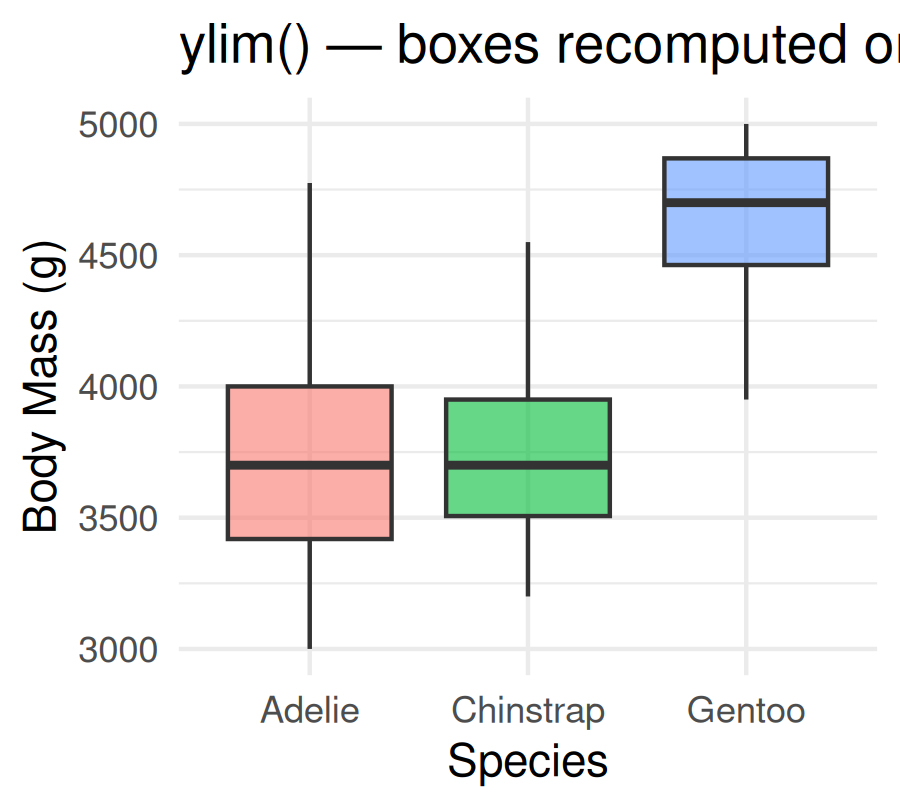 ylim() — boxes recomputed
5000
4500
4000
3500
3000
Body Mass (g)
Adelie Chinstrap Gentoo
Species